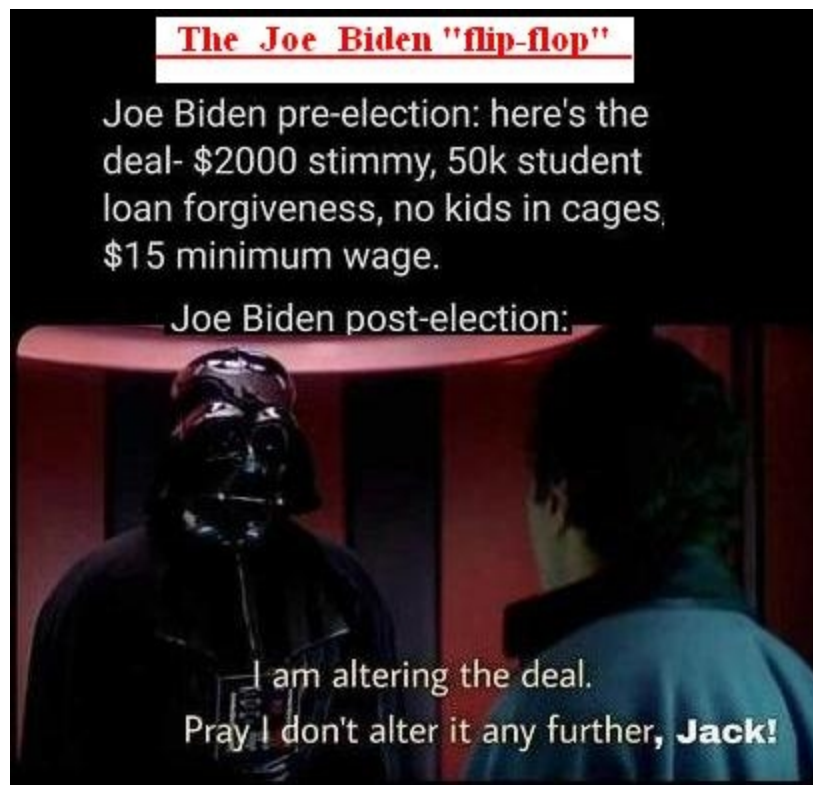 The Joe Biden "flip-flop"
Joe Biden pre-election: here's the
deal- $2000 stimmy, 50k student
loan forgiveness, no kids in cages,
$15 minimum wage.
Joe Biden post-election:
I am altering the deal.
Pray I don't alter it any further, Jack!